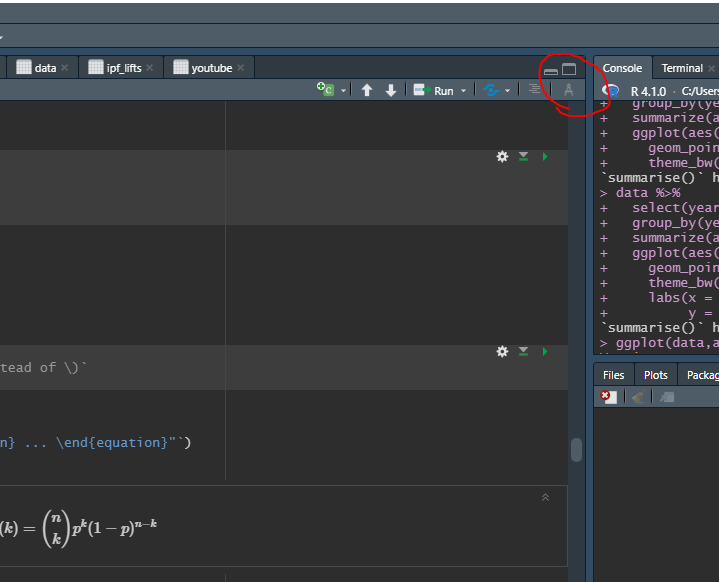 data
ipf_lifts
youtube
Console
Terminal
Run
R 4.1.0 · C:/Users
+ group_by(ye
+ summarize(a
+ ggplot(aes(
+ geom_poin
+ theme_bw(
`summarise()` h
> data %>%
+ select(year
+ group_by(ye
+ summarize(a
+ ggplot(aes(
+ geom_poin
+ theme_bw(
+ labs(x =
+ y =
`summarise()` h
> ggplot(data,a
tead of \)`
Files
Plots
Packag
n} ... \end{equation}"`)
(k) = (n k) p^k (1 − p)^{n−k}